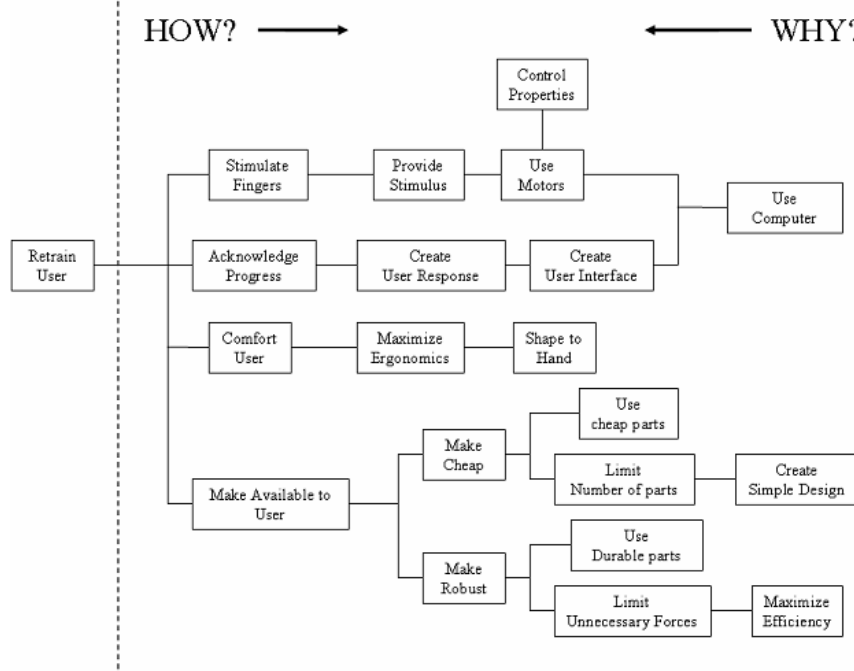 HOW?
WHY?
Control
Properties
Stimulate
Fingers
Provide
Stimulus
Use
Motors
Use
Computer
Retrain
User
Acknowledge
Progress
Create
User Response
Create
User Interface
Comfort
User
Maximize
Ergonomics
Shape to
Hand
Use
cheap parts
Make
Cheap
Limit
Number of parts
Create
Simple Design
Make Available to
User
Use
Durable parts
Make
Robust
Limit
Unnecessary Forces
Maximize
Efficiency